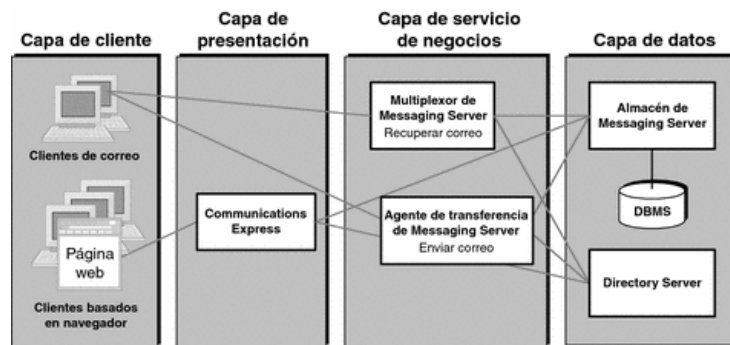 Capa de cliente
Capa de
presentación
Capa de servicio
de negocios
Capa de datos
Clientes de correo
Página
web
Clientes basados
en navegador
Communications
Express
Multiplexor de
Messaging Server
Recuperar correo
Agente de transferencia
de Messaging Server
Enviar correo
Almacén de
Messaging Server
DBMS
Directory Server